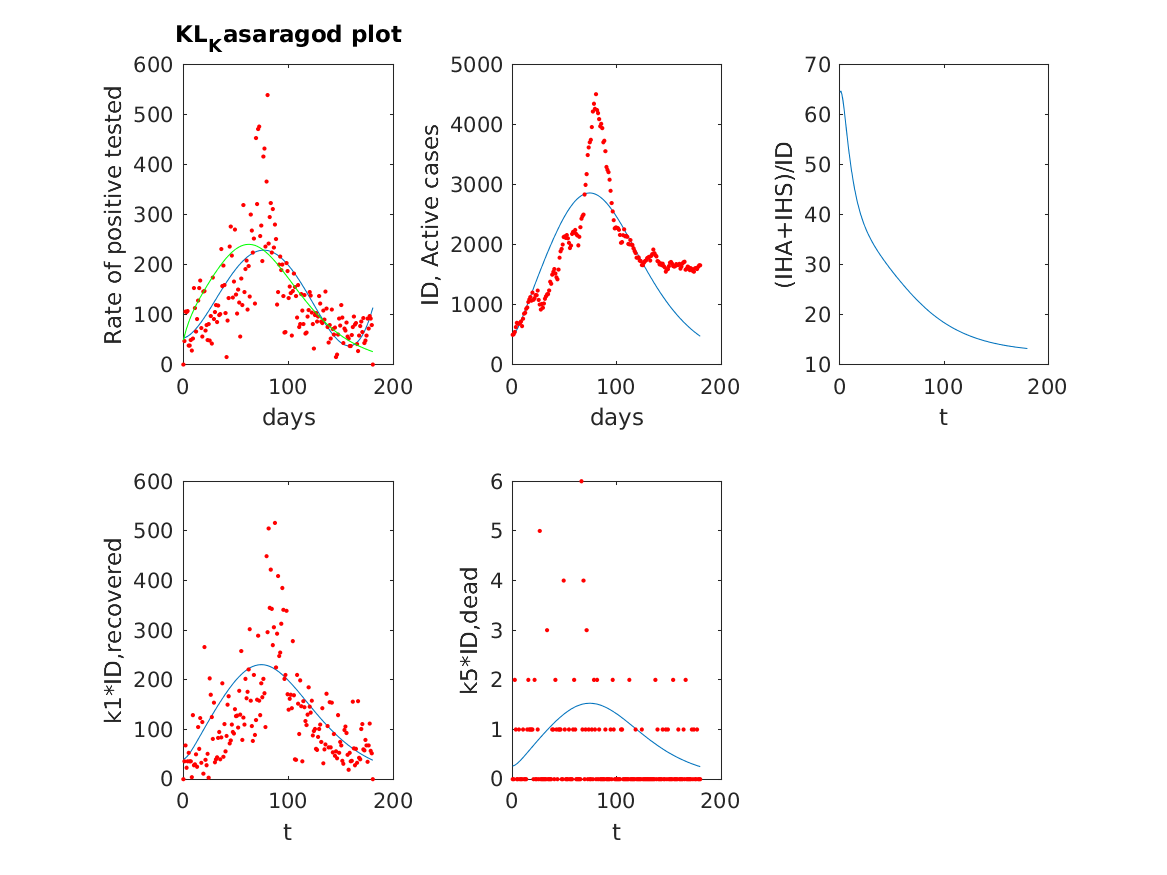 KL_Kasaragod plot
600
500
400
300
200
100
0
Rate of positive tested
0 100 200
days
5000
4000
3000
2000
1000
0
ID, Active cases
0 100 200
days
70
60
50
40
30
20
10
(IHA+IHS)/ID
0 100 200
t
600
500
400
300
200
100
0
k1*ID,recovered
0 100 200
t
6
5
4
3
2
1
0
k5*ID,dead
0 100 200
t